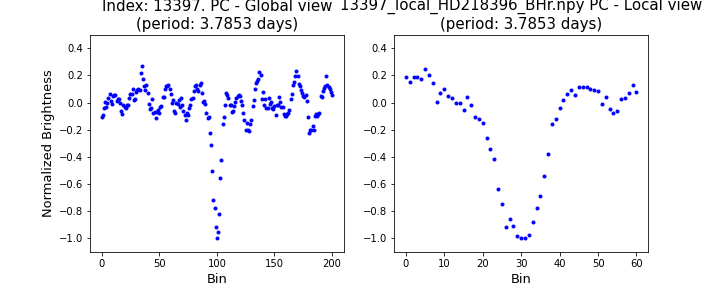 Index: 13397. PC - Global view
(period: 3.7853 days)
13397_local_HD218396_BHr.npy PC - Local view
(period: 3.7853 days)
Normalized Brightness
0.4
0.2
0.0
−0.2
−0.4
−0.6
−0.8
−1.0
0 50 100 150 200
Bin
0.4
0.2
0.0
−0.2
−0.4
−0.6
−0.8
−1.0
0 10 20 30 40 50 60
Bin